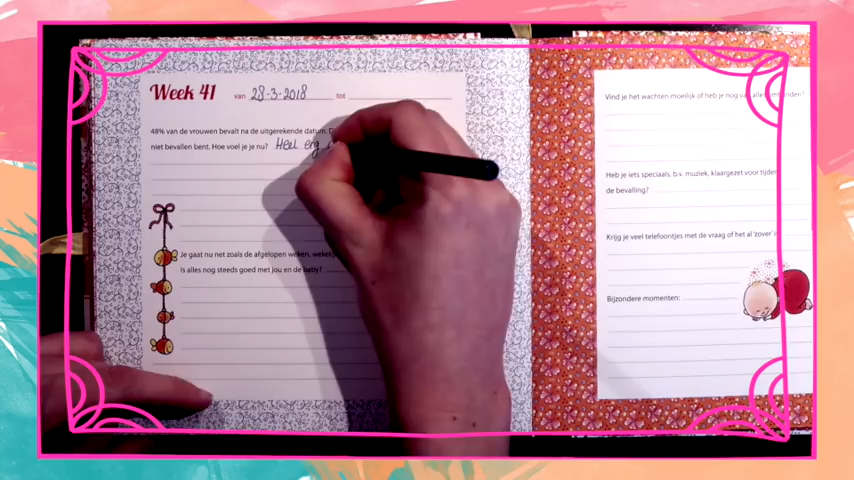 Week 41 van 28-3-2018 tot
48% van de vrouwen bevalt na de uitgerekende datum.
niet bevallen bent. Hoe voel je je nu? Heel erg
Je gaat nu net zoals de afgelopen weken,
Is alles nog steeds goed met jou en de baby?
Vind je het wachten moeilijk of heb je nog
Heb je iets speciaals, b.v. muziek, klaargezet voor
de bevalling?
Krijg je veel telefoontjes met de vraag of het al 'zover'
Bijzondere momenten: